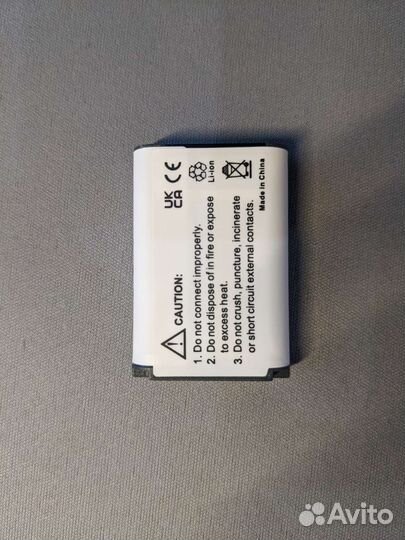 CAUTION:
1. Do not connect improperly.
2. Do not dispose of in fire or expose
to excess heat.
3. Do not crush, puncture, incinerate
or short circuit external contacts.
UK
CA
CE
Li-ion
Made in China
Avito